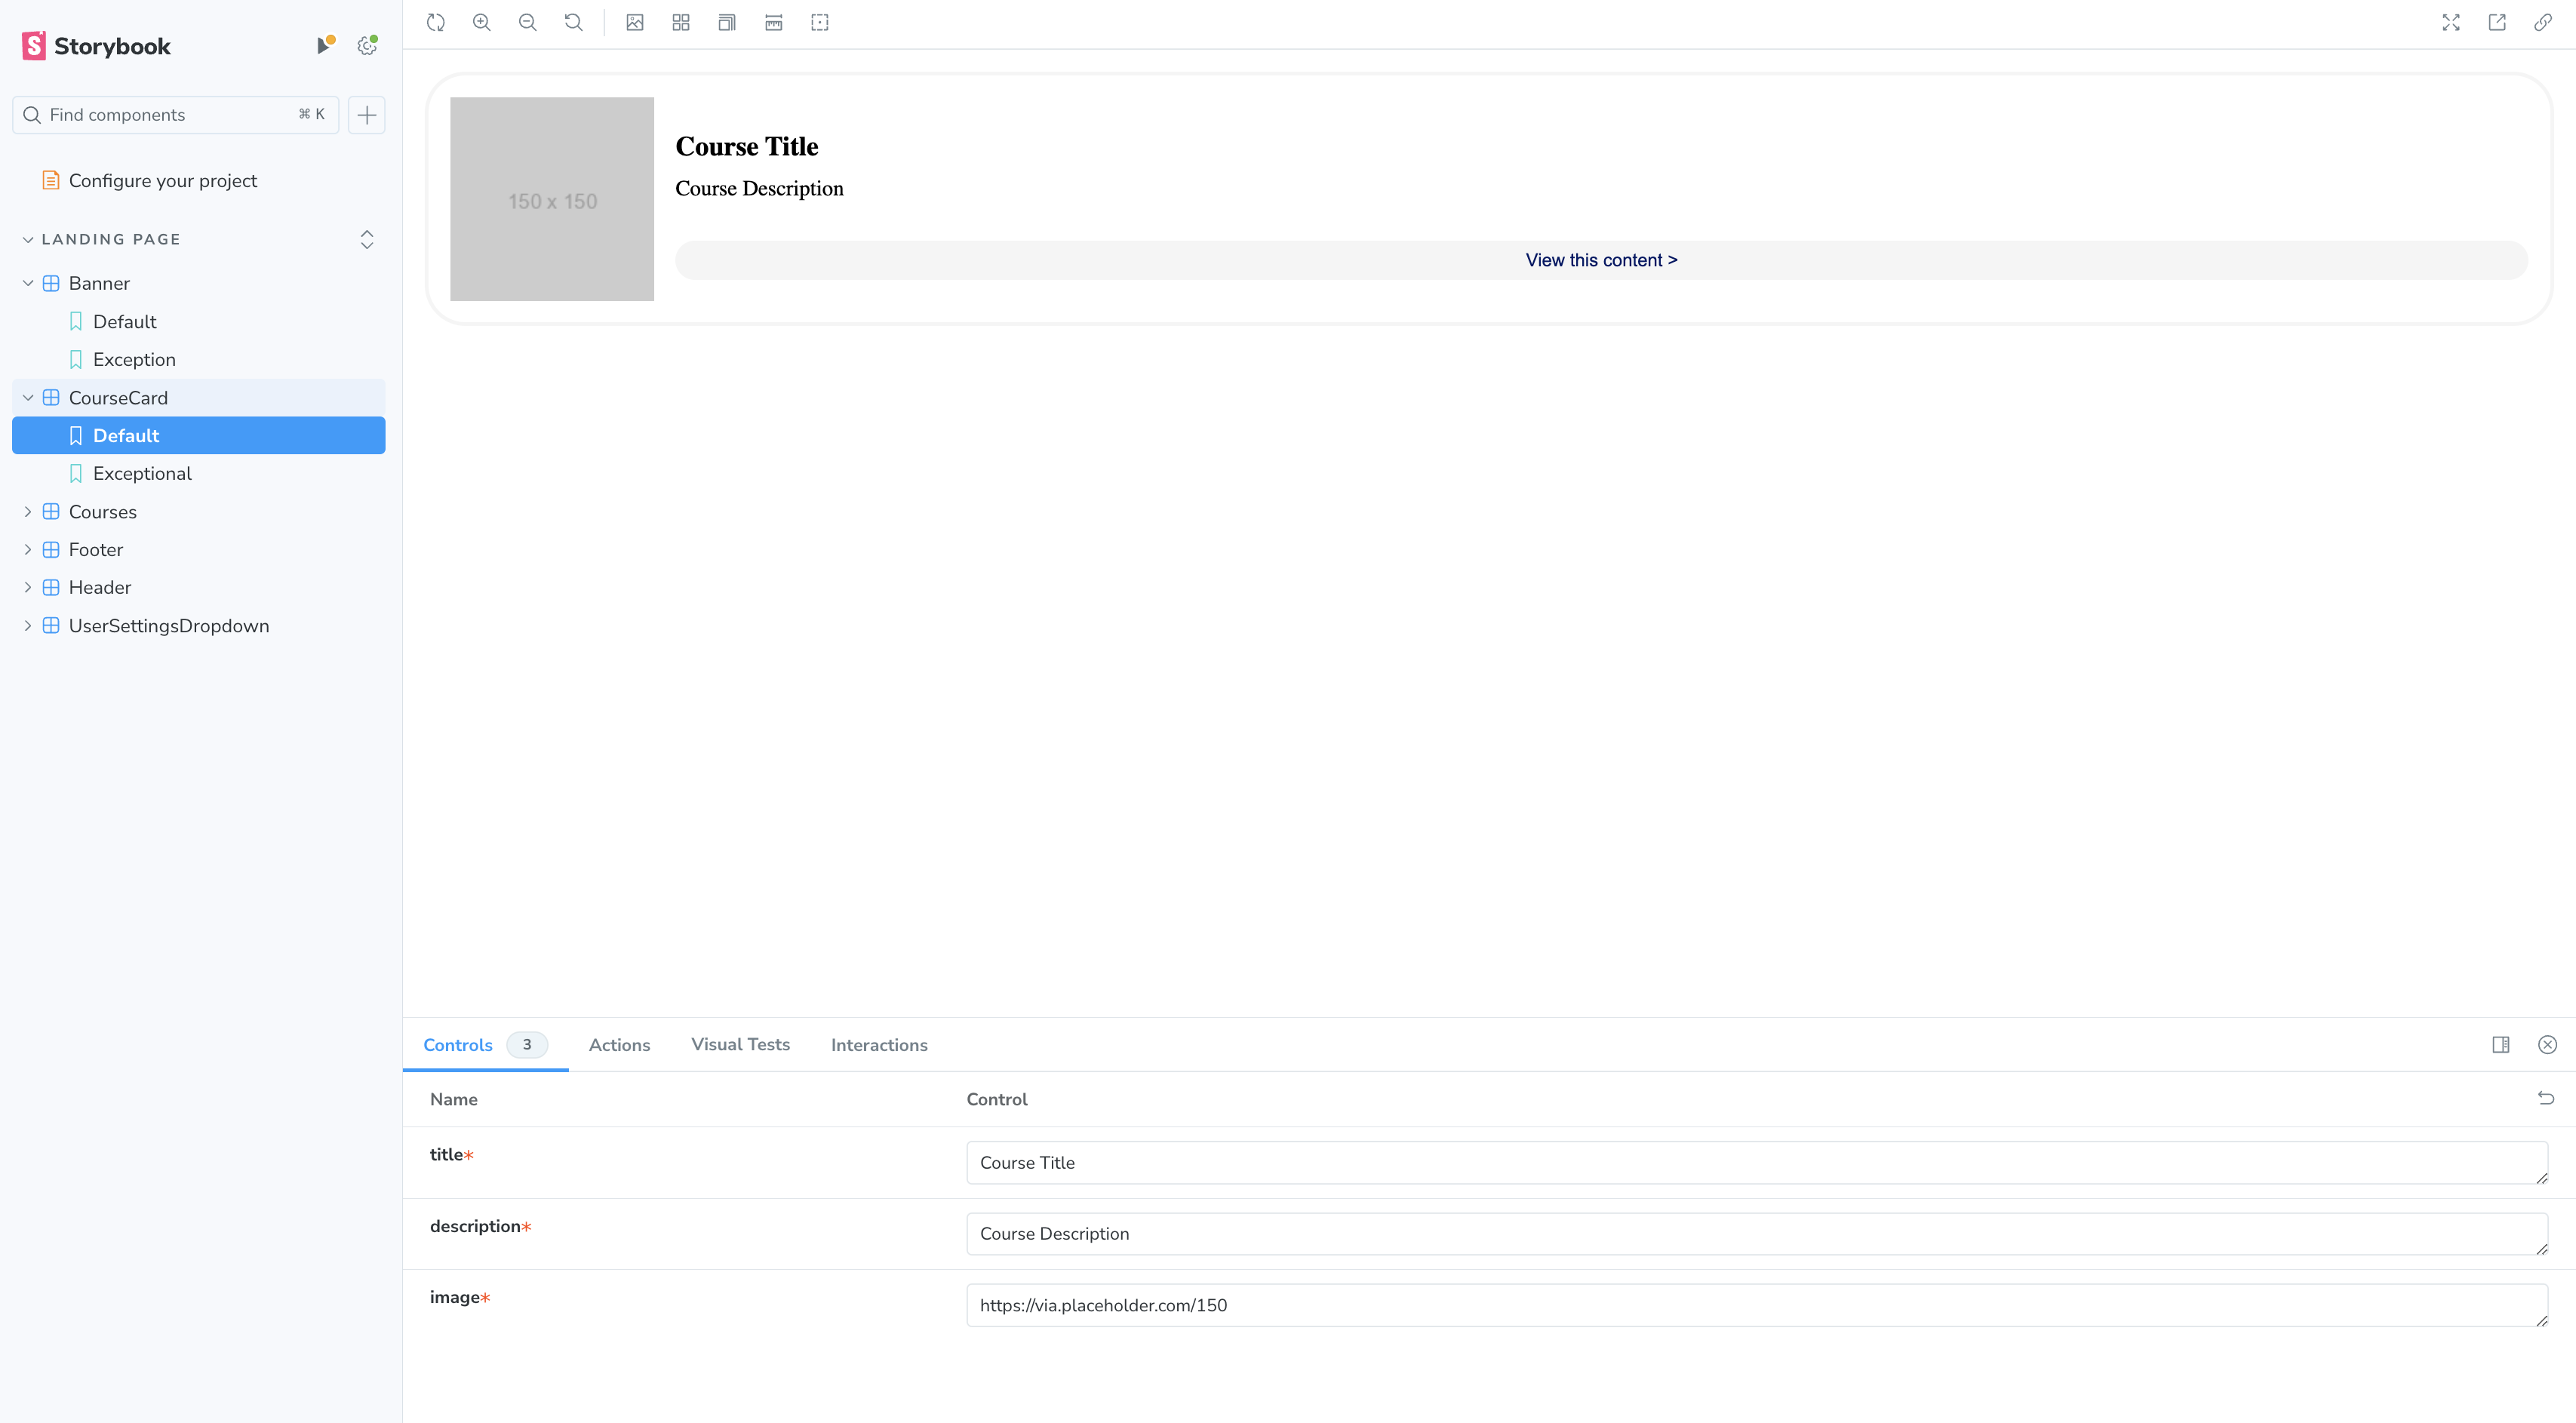 Storybook
Find components
⌘ K
Configure your project
LANDING PAGE
Banner
Default
Exception
CourseCard
Default
Exceptional
Courses
Footer
Header
UserSettingsDropdown
150 x 150
Course Title
Course Description
View this content >
Controls 3 Actions Visual Tests Interactions
Name Control
title* Course Title
description* Course Description
image* https://via.placeholder.com/150